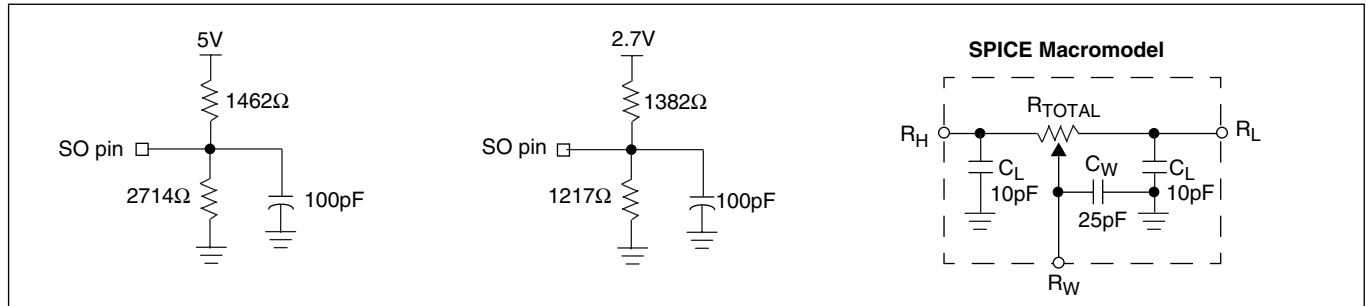 5V
1462Ω
SO pin
2714Ω
100pF
2.7V
1382Ω
SO pin
1217Ω
100pF
SPICE Macromodel
RTOTAL
RH
RL
CL
10pF
CW
25pF
CL
10pF
RW